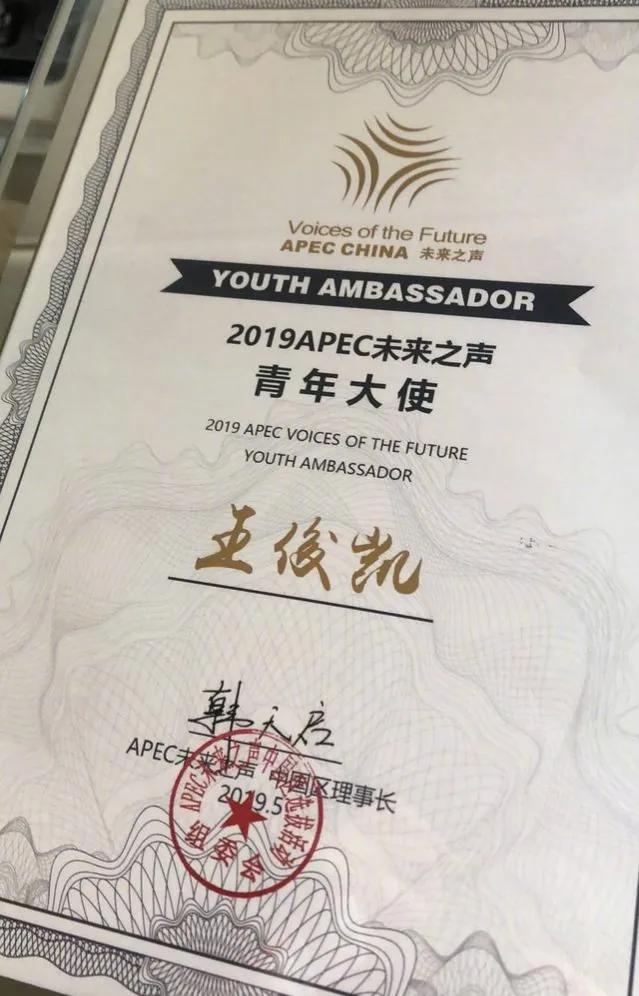 Voices of the Future
APEC CHINA 未来之声
YOUTH AMBASSADOR
2019APEC未来之声
青年大使
2019 APEC VOICES OF THE FUTURE
YOUTH AMBASSADOR
王俊凯
韩天启
APEC未来之声 中国区理事长
2019.5
组委会